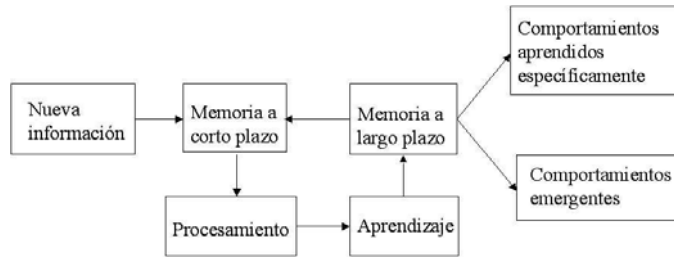 Nueva
información
Memoria a
corto plazo
Memoria a
largo plazo
Comportamientos
aprendidos
específicamente
Comportamientos
emergentes
Procesamiento
Aprendizaje